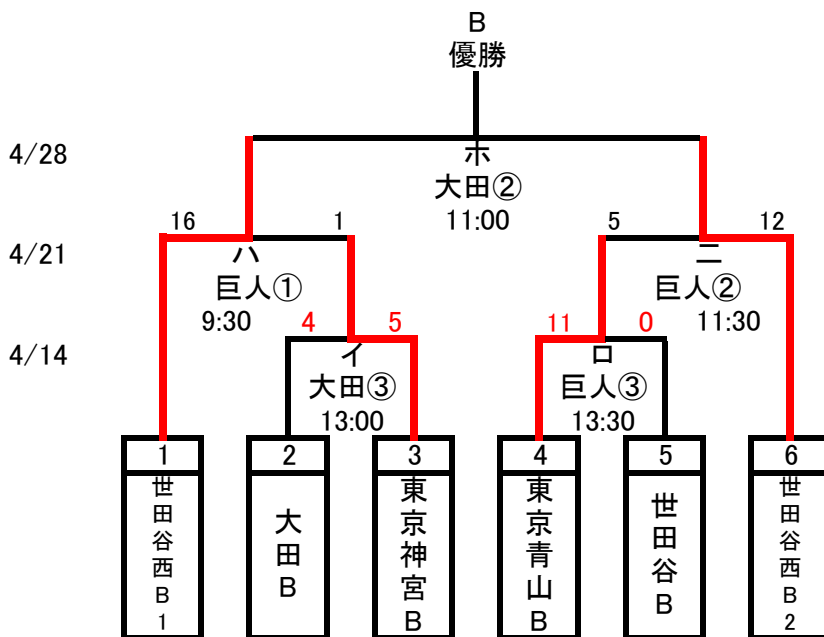 B
優勝
4/28
ホ
大田②
11:00
16
1
5
12
4/21
ハ
ニ
巨人①
巨人②
9:30
4
5
11
0
11:30
4/14
イ
ロ
大田③
巨人③
13:00
13:30
1
2
3
4
5
6
世田谷西B1
大田B
東京神宮B
東京青山B
世田谷B
世田谷西B2